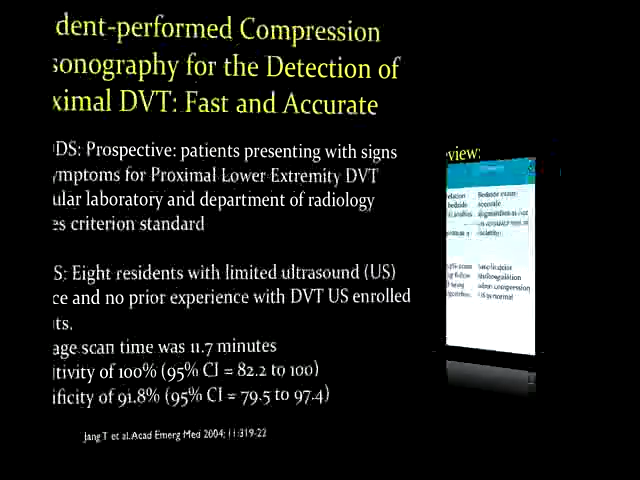 dent-performed Compression
sonography for the Detection of
ximal DVT: Fast and Accurate
DS: Prospective: patients presenting with signs
ymptoms for Proximal Lower Extremity DVT
ular laboratory and department of radiology
es criterion standard
S: Eight residents with limited ultrasound (US)
ce and no prior experience with DVT US enrolled
ts.
age scan time was 11.7 minutes
itivity of 100% (95% CI = 82.2 to 100)
ificity of 91.8% (95% CI = 79.5 to 97.4)
Jang T et al.Acad Emerg Med 2004; 11:319-22
view:
bedside accurate